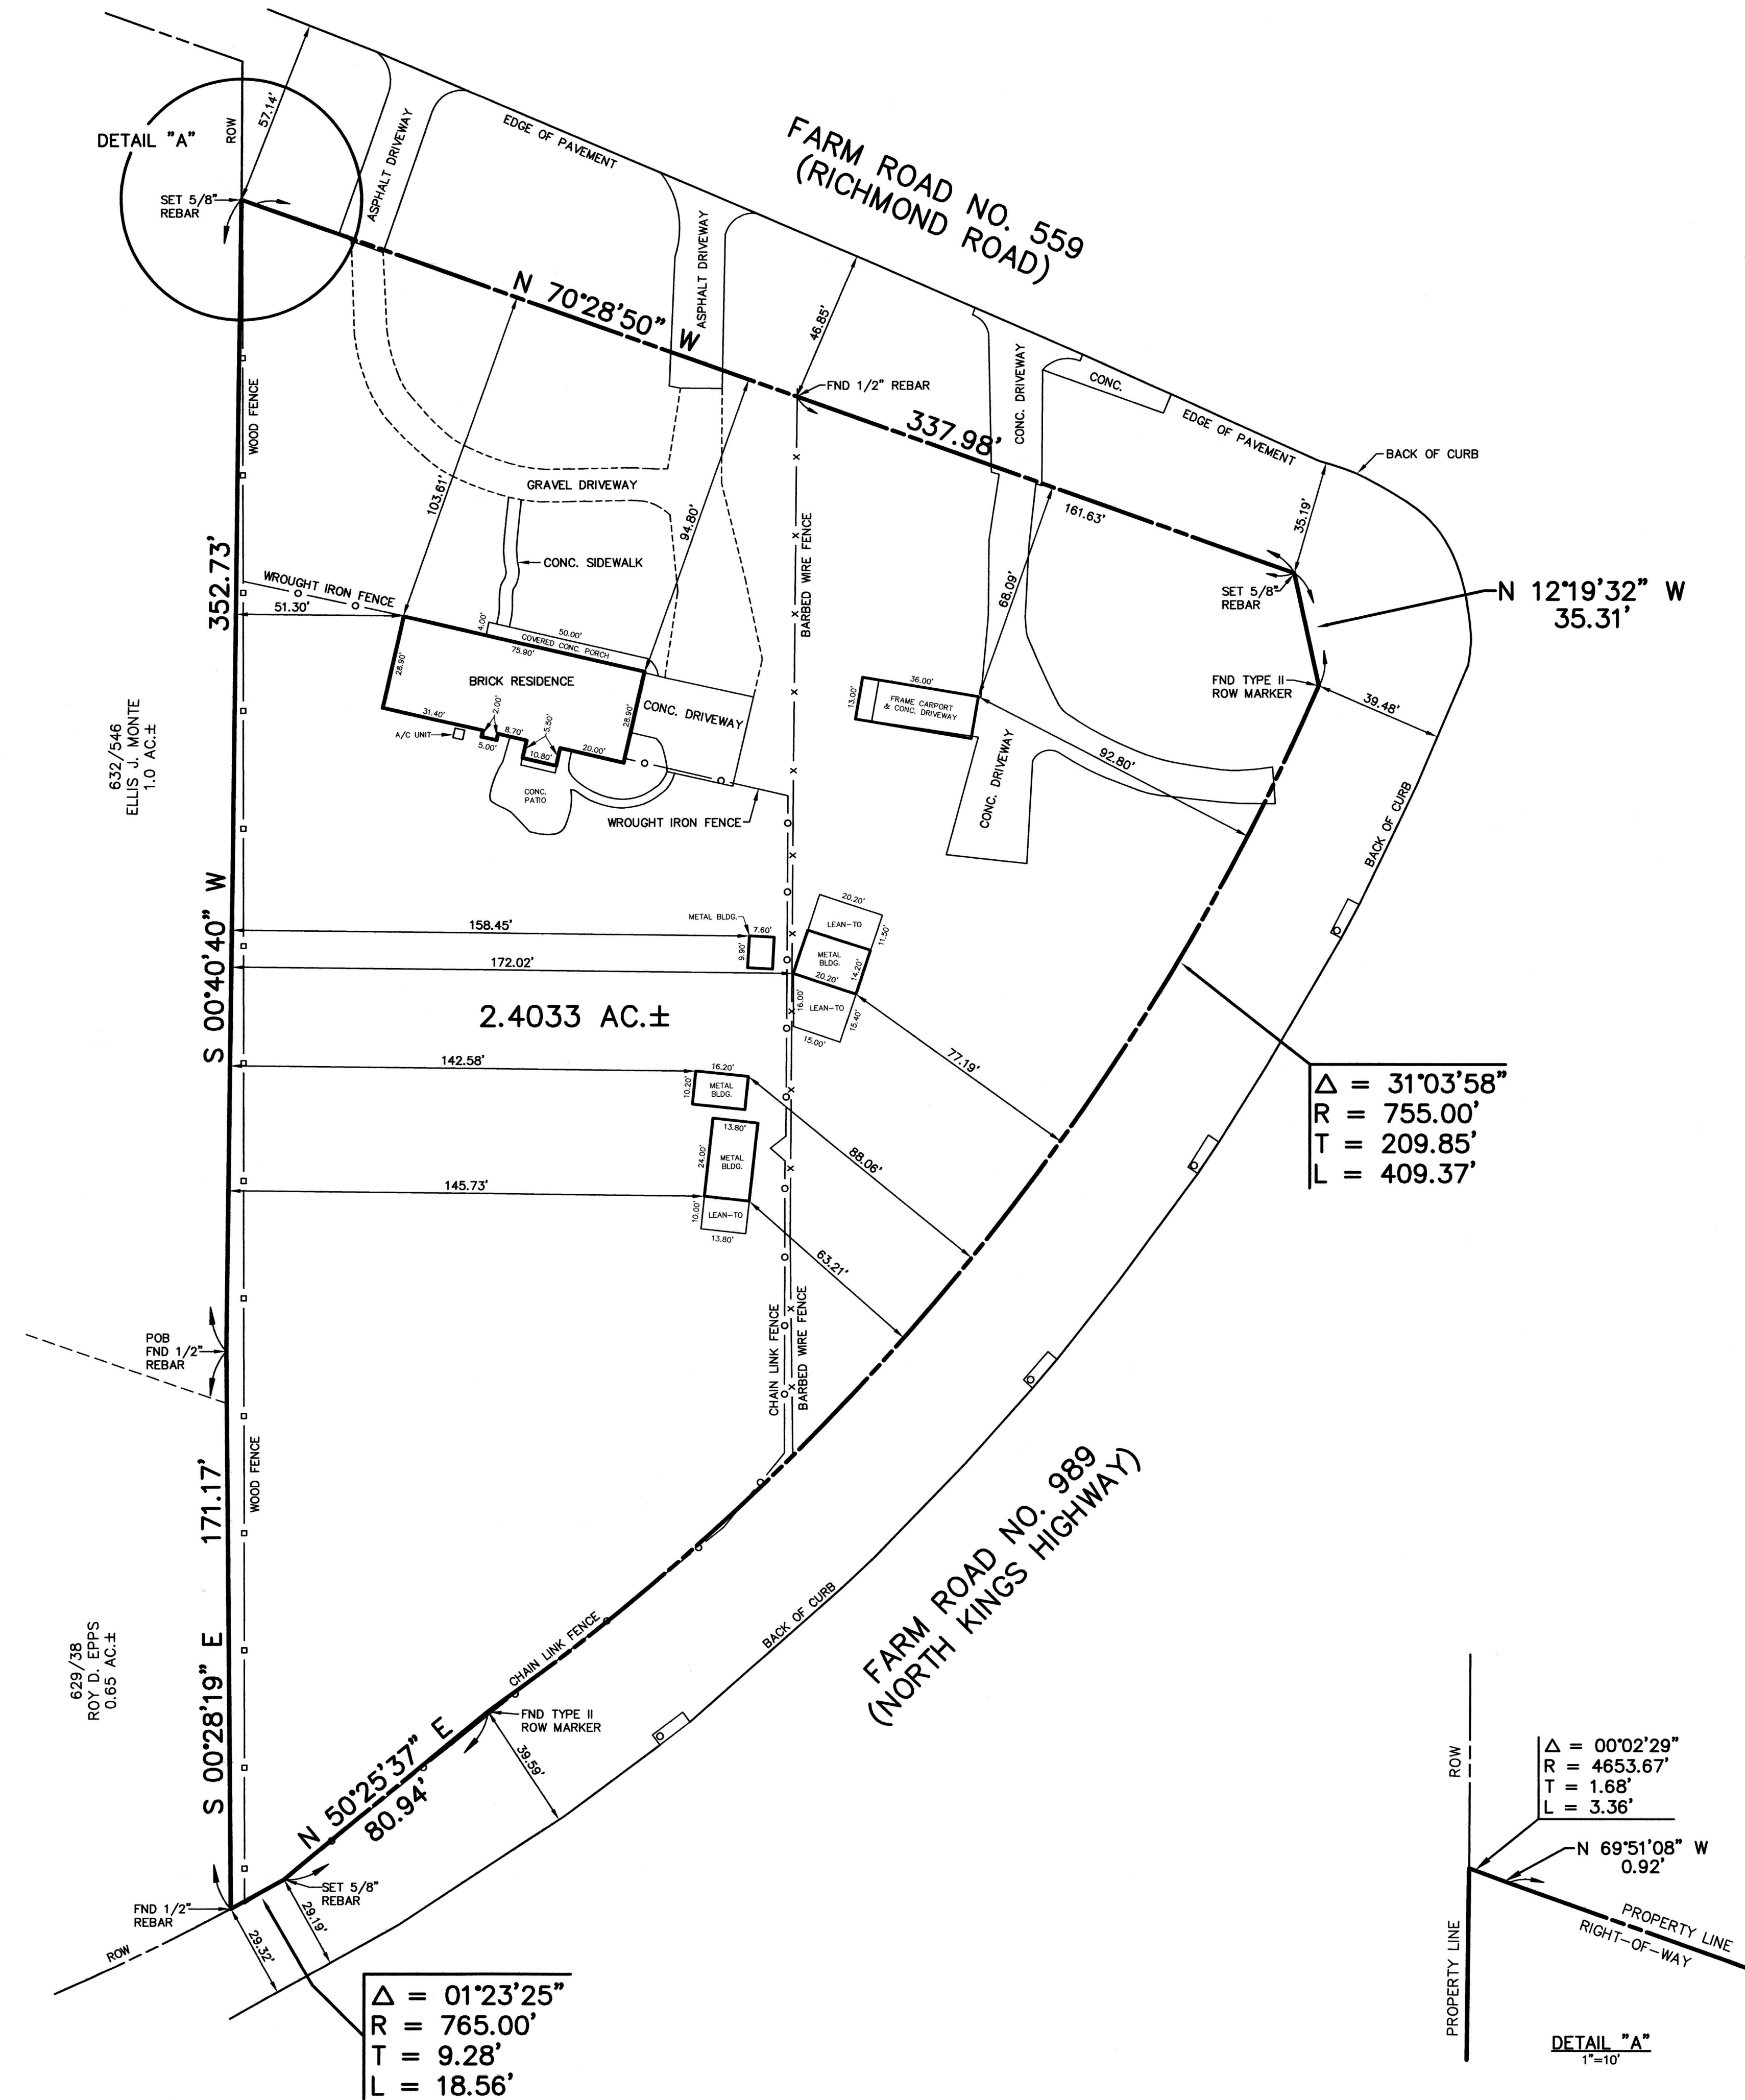 57.14'
DETAIL "A"
ROW
ASPHALT DRIVEWAY
EDGE OF PAVEMENT
FARM ROAD NO. 559
(RICHMOND ROAD)
SET 5/8"
REBAR
ASPHALT DRIVEWAY
N 70°28'50" W
46.85'
FND 1/2" REBAR
CONC. DRIVEWAY
CONC.
EDGE OF PAVEMENT
BACK OF CURB
WOOD FENCE
337.98'
161.63'
35.19'
103.61'
GRAVEL DRIVEWAY
94.80'
BARBED WIRE FENCE
CONC. SIDEWALK
68.09'
352.73'
WROUGHT IRON FENCE
51.30'
SET 5/8"
REBAR
N 12°19'32" W
35.31'
4.00'
50.00'
COVERED CONC. PORCH
75.90'
28.90'
BRICK RESIDENCE
28.90'
CONC. DRIVEWAY
31.40'
2.00'
8.70'
5.50'
A/C UNIT
5.00'
10.80'
20.00'
CONC.
PATIO
WROUGHT IRON FENCE
36.00'
13.00'
FRAME CARPORT
& CONC. DRIVEWAY
FND TYPE II
ROW MARKER
39.48'
92.80'
CONC. DRIVEWAY
BACK OF CURB
632/546
ELLIS J. MONTE
1.0 AC.±
S 00°40'40" W
158.45'
METAL BLDG.
7.60'
9.90'
20.20'
LEAN-TO
11.50'
METAL
BLDG.
14.20'
20.20'
172.02'
16.00'
LEAN-TO
15.40'
15.00'
2.4033 AC.±
77.19'
142.58'
16.20'
10.20'
METAL
BLDG.
13.80'
24.00'
METAL
BLDG.
88.06'
145.73'
10.00'
LEAN-TO
13.80'
63.21'
Δ = 31°03'58"
R = 755.00'
T = 209.85'
L = 409.37'
POB
FND 1/2"
REBAR
CHAIN LINK FENCE
BARBED WIRE FENCE
171.17'
WOOD FENCE
FARM ROAD NO. 989
(NORTH KINGS HIGHWAY)
BACK OF CURB
629/38
ROY D. EPPS
0.65 AC.±
S 00°28'19" E
CHAIN LINK FENCE
FND TYPE II
ROW MARKER
N 50°25'37" E
80.94'
39.59'
SET 5/8"
REBAR
FND 1/2"
REBAR
29.19'
29.32'
ROW
Δ = 01°23'25"
R = 765.00'
T = 9.28'
L = 18.56'
ROW
Δ = 00°02'29"
R = 4653.67'
T = 1.68'
L = 3.36'
N 69°51'08" W
0.92'
PROPERTY LINE
RIGHT-OF-WAY
PROPERTY LINE
DETAIL "A"
1"=10'